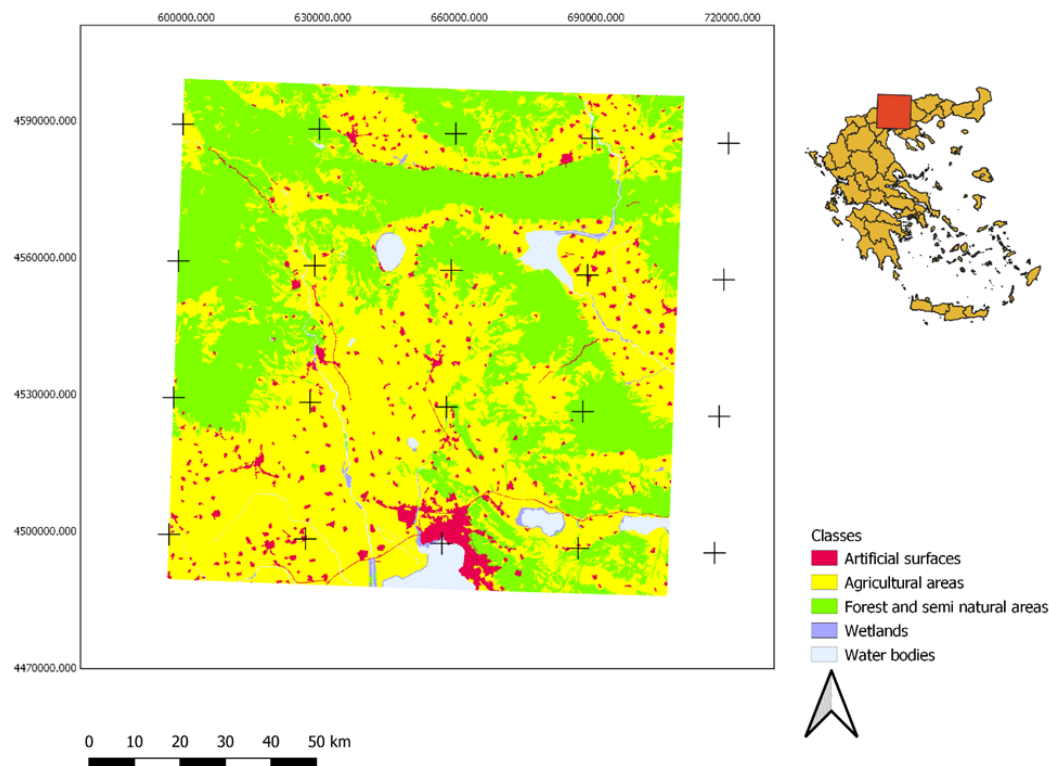 600000.000 630000.000 660000.000 690000.000 720000.000
4590000.000
4560000.000
4530000.000
4500000.000
4470000.000
Classes
Artificial surfaces
Agricultural areas
Forest and semi natural areas
Wetlands
Water bodies
0 10 20 30 40 50 km